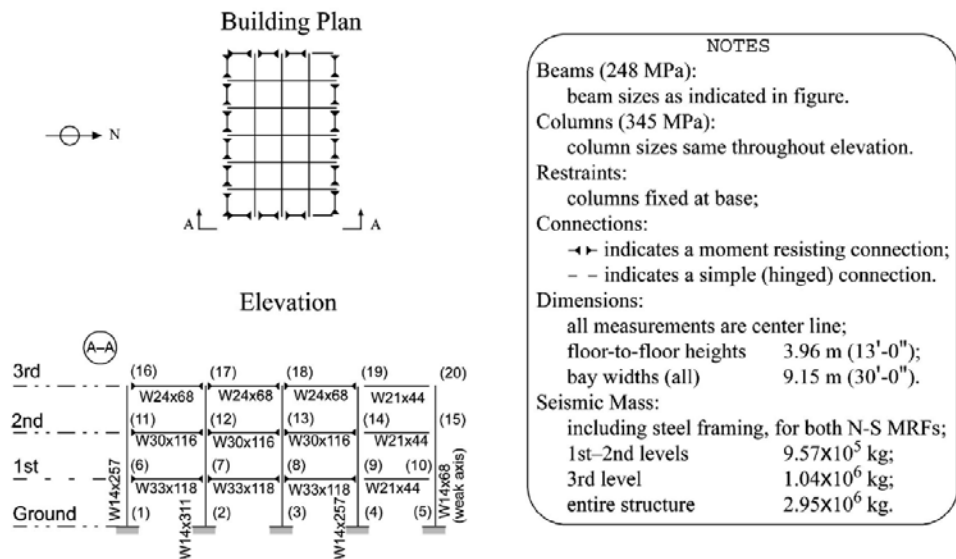 Building Plan
N
A
A
Elevation
A–A
3rd
(16)
(17)
(18)
(19)
(20)
W24x68
W24x68
W24x68
W21x44
2nd
(11)
(12)
(13)
(14)
(15)
W30x116
W30x116
W30x116
W21x44
1st
(6)
(7)
(8)
(9)
(10)
W33x118
W33x118
W33x118
W21x44
Ground
(1)
(2)
(3)
(4)
(5)
W14x257
W14x311
W14x257
W14x68
(weak axis)
NOTES
Beams (248 MPa):
beam sizes as indicated in figure.
Columns (345 MPa):
column sizes same throughout elevation.
Restraints:
columns fixed at base;
Connections:
indicates a moment resisting connection;
– – indicates a simple (hinged) connection.
Dimensions:
all measurements are center line;
floor-to-floor heights 3.96 m (13'-0");
bay widths (all) 9.15 m (30'-0").
Seismic Mass:
including steel framing, for both N-S MRFs;
1st–2nd levels 9.57X10⁵ kg;
3rd level 1.04X10⁶ kg;
entire structure 2.95X10⁶ kg.